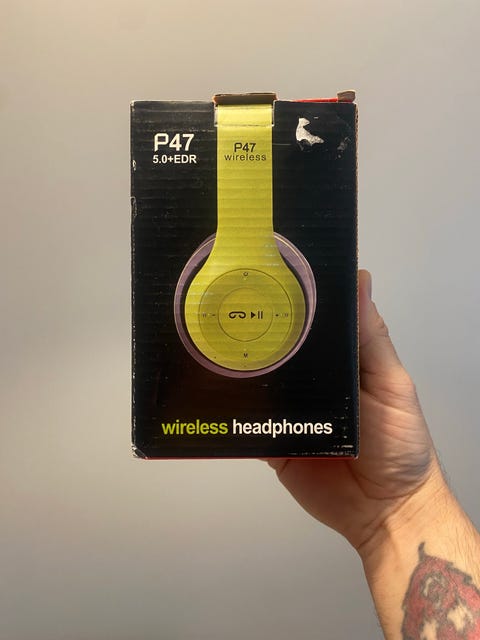 P47
5.0+EDR
P47
wireless
M
wireless headphones